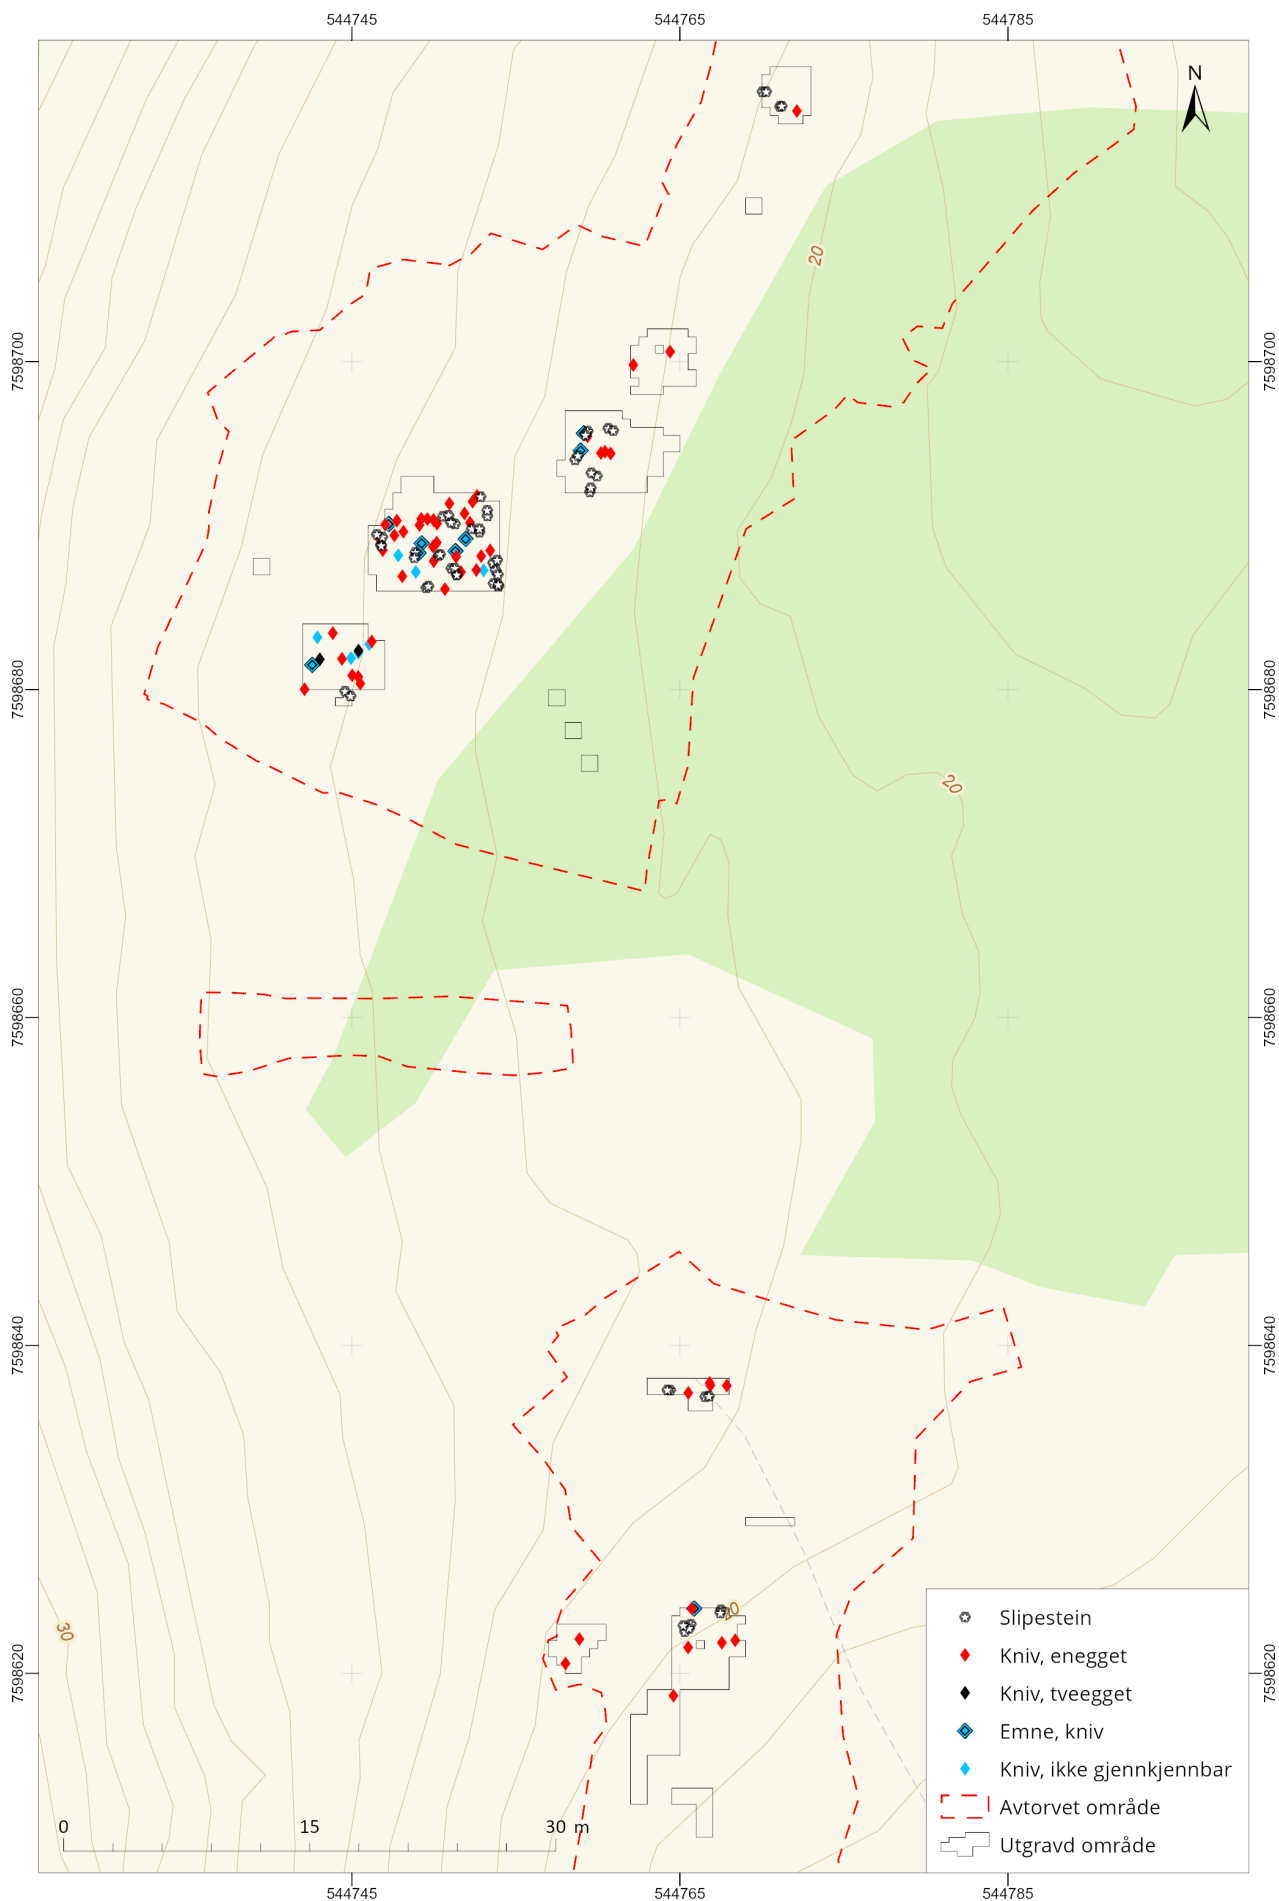 544745 544765 544785
N
20
7598700 7598700
7598680 7598680
20
7598660 7598660
7598640 7598640
20
30
7598620 7598620
Slipestein
Kniv, enegget
Kniv, tveegget
Emne, kniv
Kniv, ikke gjennkjennbar
Avtorvet område
Utgravd område
0 15 30 m
544745 544765 544785